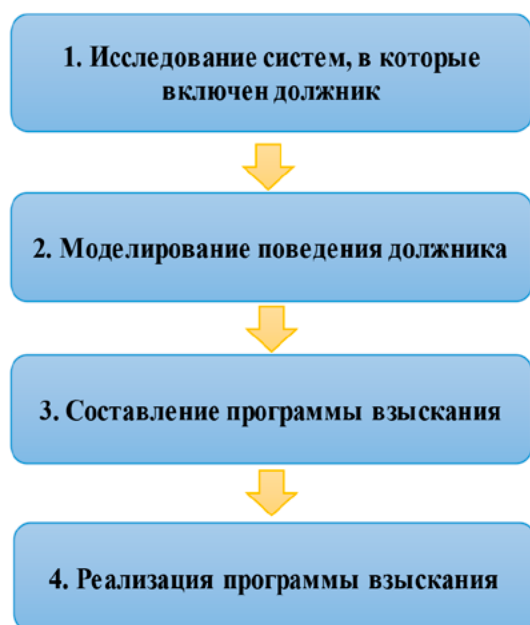 1. Исследование систем, в которые
включен должник
2. Моделирование поведения должника
3. Составление программы взыскания
4. Реализация программы взыскания